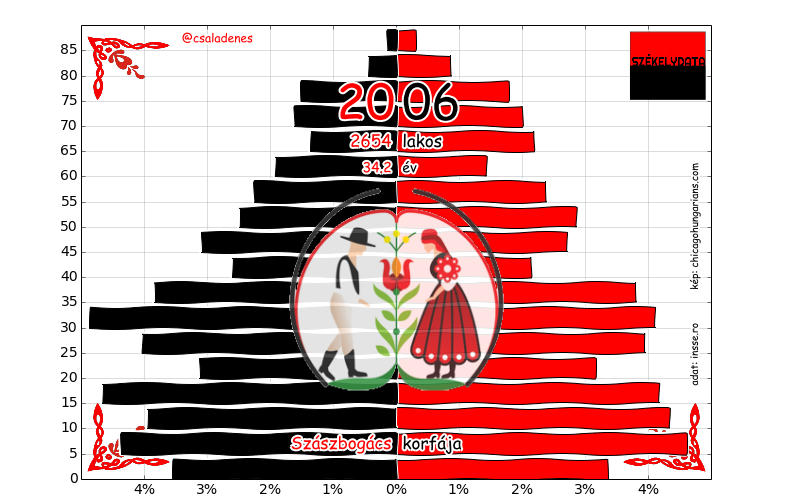 @csaladenes
SZÉKELYDATA
2006
2654 lakos
34,2 év
kép: chicagohungarians.com
adat: insse.ro
Szászbogács korfája
85
80
75
70
65
60
55
50
45
40
35
30
25
20
15
10
5
0
4% 3% 2% 1% 0% 1% 2% 3% 4%